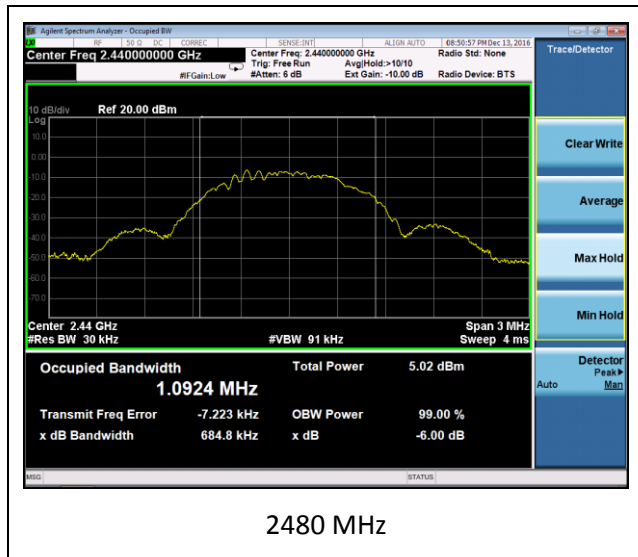 Agilent Spectrum Analyzer - Occupied BW
RF 50 Ω DC CORREC SENSE:INT ALIGN AUTO 08:50:57 PM Dec 13, 2016
Center Freq 2.440000000 GHz Center Freq: 2.440000000 GHz Radio Std: None Trace/Detector
Trig: Free Run Avg|Hold:>10/10
#IFGain:Low #Atten: 6 dB Ext Gain: -10.00 dB Radio Device: BTS
10 dB/div Ref 20.00 dBm
Log
10.0
0.00
-10.0
-20.0
-30.0
-40.0
-50.0
-60.0
-70.0
Clear Write
Average
Max Hold
Min Hold
Center 2.44 GHz Span 3 MHz
#Res BW 30 kHz #VBW 91 kHz Sweep 4 ms
Occupied Bandwidth Total Power 5.02 dBm
1.0924 MHz
Transmit Freq Error -7.223 kHz OBW Power 99.00 %
x dB Bandwidth 684.8 kHz x dB -6.00 dB
Detector
Peak▶
Auto Man
MSG STATUS
2480 MHz